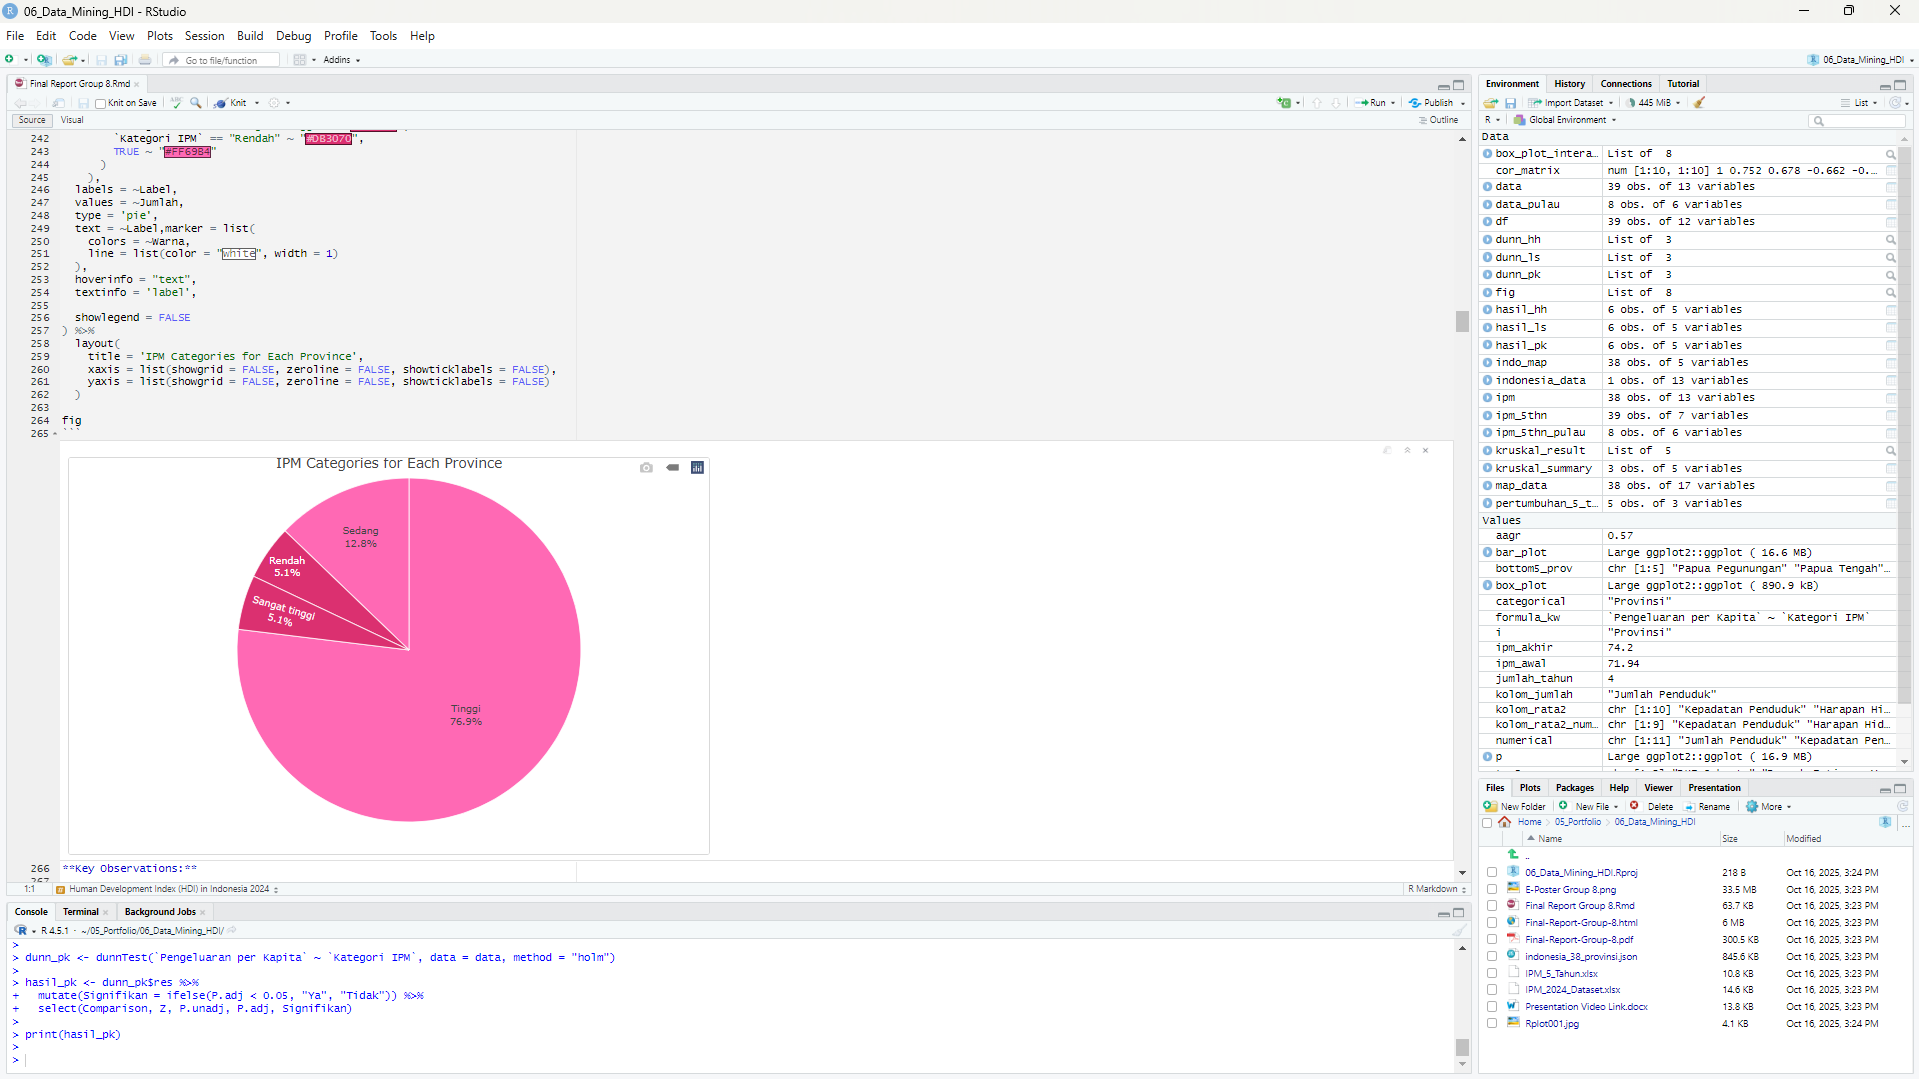 06_Data_Mining_HDI - RStudio
File Edit Code View Plots Session Build Debug Profile Tools Help
Go to file/function Addins 06_Data_Mining_HDI
Final Report Group 8.Rmd
Knit on Save Knit Run Publish
Source Visual Outline
242 `Kategori IPM` == "Rendah" ~ "#DB3070",
243 TRUE ~ "#FF69B4"
244 )
245 ),
246 labels = ~Label,
247 values = ~Jumlah,
248 type = 'pie',
249 text = ~Label,marker = list(
250 colors = ~Warna,
251 line = list(color = "white", width = 1)
252 ),
253 hoverinfo = "text",
254 textinfo = 'label',
255
256 showlegend = FALSE
257 ) %>%
258 layout(
259 title = 'IPM Categories for Each Province',
260 xaxis = list(showgrid = FALSE, zeroline = FALSE, showticklabels = FALSE),
261 yaxis = list(showgrid = FALSE, zeroline = FALSE, showticklabels = FALSE)
262 )
263
264 fig
265 ```
IPM Categories for Each Province
Sedang
12.8%
Rendah
5.1%
Sangat tinggi
5.1%
Tinggi
76.9%
266 **Key Observations:**
267
1:1 Human Development Index (HDI) in Indonesia 2024 R Markdown
Console Terminal Background Jobs
R 4.5.1 · ~/05_Portfolio/06_Data_Mining_HDI/
>
> dunn_pk <- dunnTest(`Pengeluaran per Kapita` ~ `Kategori IPM`, data = data, method = "holm")
>
> hasil_pk <- dunn_pk$res %>%
+ mutate(Signifikan = ifelse(P.adj < 0.05, "Ya", "Tidak")) %>%
+ select(Comparison, Z, P.unadj, P.adj, Signifikan)
>
> print(hasil_pk)
>
>
Environment History Connections Tutorial
Import Dataset 445 MiB List
R Global Environment
Data
box_plot_intera… List of 8
cor_matrix num [1:10, 1:10] 1 0.752 0.678 -0.662 -0.…
data 39 obs. of 13 variables
data_pulau 8 obs. of 6 variables
df 39 obs. of 12 variables
dunn_hh List of 3
dunn_ls List of 3
dunn_pk List of 3
fig List of 8
hasil_hh 6 obs. of 5 variables
hasil_ls 6 obs. of 5 variables
hasil_pk 6 obs. of 5 variables
indo_map 38 obs. of 5 variables
indonesia_data 1 obs. of 13 variables
ipm 38 obs. of 13 variables
ipm_5thn 39 obs. of 7 variables
ipm_5thn_pulau 8 obs. of 6 variables
kruskal_result List of 5
kruskal_summary 3 obs. of 5 variables
map_data 38 obs. of 17 variables
pertumbuhan_5_t… 5 obs. of 3 variables
Values
aagr 0.57
bar_plot Large ggplot2::ggplot ( 16.6 MB)
bottom5_prov chr [1:5] "Papua Pegunungan" "Papua Tengah"…
box_plot Large ggplot2::ggplot ( 890.9 kB)
categorical "Provinsi"
formula_kw `Pengeluaran per Kapita` ~ `Kategori IPM`
i "Provinsi"
ipm_akhir 74.2
ipm_awal 71.94
jumlah_tahun 4
kolom_jumlah "Jumlah Penduduk"
kolom_rata2 chr [1:10] "Kepadatan Penduduk" "Harapan Hi…
kolom_rata2_num… chr [1:9] "Kepadatan Penduduk" "Harapan Hid…
numerical chr [1:11] "Jumlah Penduduk" "Kepadatan Pen…
p Large ggplot2::ggplot ( 16.9 MB)
Files Plots Packages Help Viewer Presentation
New Folder New File Delete Rename More
Home 05_Portfolio 06_Data_Mining_HDI ...
Name Size Modified
..
06_Data_Mining_HDI.Rproj 218 B Oct 16, 2025, 3:24 PM
E-Poster Group 8.png 33.5 MB Oct 16, 2025, 3:23 PM
Final Report Group 8.Rmd 63.7 KB Oct 16, 2025, 3:23 PM
Final-Report-Group-8.html 6 MB Oct 16, 2025, 3:23 PM
Final-Report-Group-8.pdf 300.5 KB Oct 16, 2025, 3:23 PM
indonesia_38_provinsi.json 845.6 KB Oct 16, 2025, 3:23 PM
IPM_5_Tahun.xlsx 10.8 KB Oct 16, 2025, 3:23 PM
IPM_2024_Dataset.xlsx 14.6 KB Oct 16, 2025, 3:23 PM
Presentation Video Link.docx 13.8 KB Oct 16, 2025, 3:23 PM
Rplot001.jpg 4.1 KB Oct 16, 2025, 3:24 PM